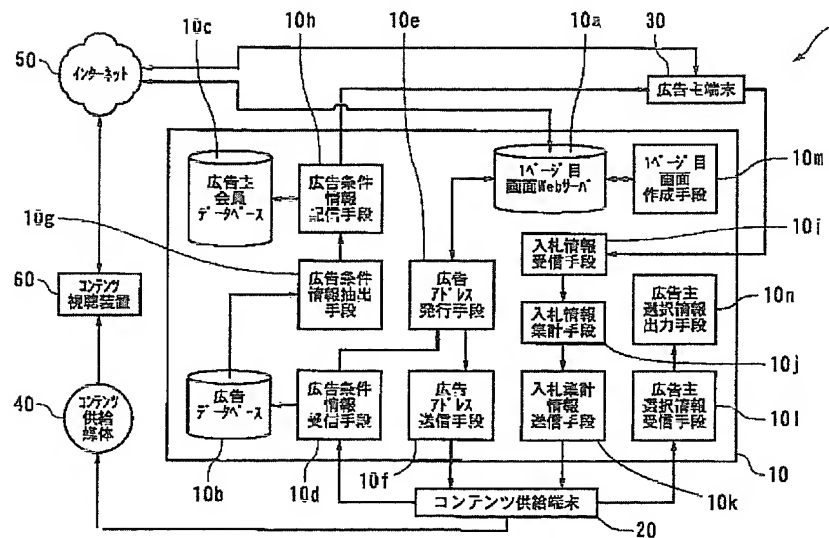 10c
10h
10e
10a
30
50
インターネット
広告主端末
10m
広告主
会員
データベース
広告条件
情報
配信手段
1ページ目
画面Webサーバ
1ページ目
画面
作成手段
10g
10i
入札情報
受信手段
60
コンテンツ
視聴装置
広告条件
情報抽出
手段
広告
アドレス
発行手段
広告主
選択情報
出力手段
10n
入札情報
集計手段
10j
40
コンテンツ
供給
媒体
広告
データベース
広告条件
情報
受信手段
広告
アドレス
送信手段
入札集計
情報
送信手段
広告主
選択情報
受信手段
10l
10
10b
10d
10f
10k
コンテンツ供給端末
20